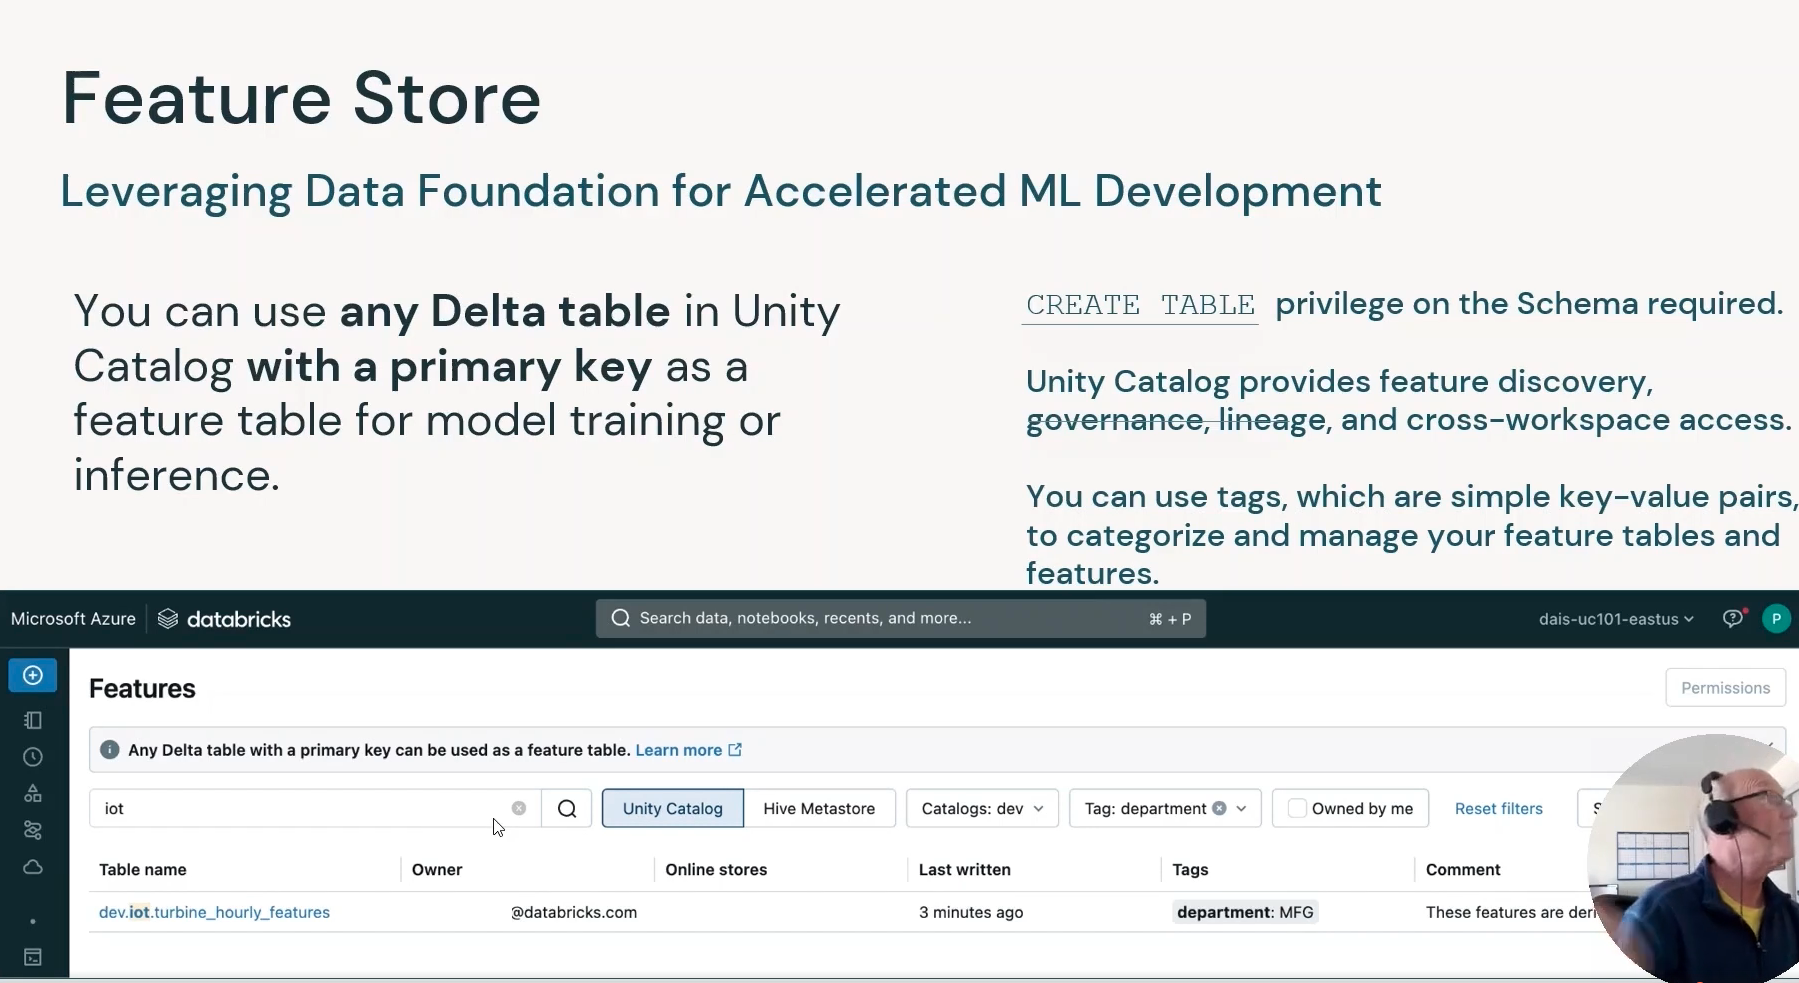 Feature Store
Leveraging Data Foundation for Accelerated ML Development
You can use any Delta table in Unity
Catalog with a primary key as a
feature table for model training or
inference.
CREATE TABLE privilege on the Schema required.
Unity Catalog provides feature discovery,
governance, lineage, and cross-workspace access.
You can use tags, which are simple key-value pairs,
to categorize and manage your feature tables and
features.
Microsoft Azure databricks Search data, notebooks, recents, and more... ⌘ + P dais-uc101-eastus P
Features Permissions
Any Delta table with a primary key can be used as a feature table. Learn more
iot Unity Catalog Hive Metastore Catalogs: dev Tag: department Owned by me Reset filters
Table name Owner Online stores Last written Tags Comment
dev.iot.turbine_hourly_features @databricks.com 3 minutes ago department: MFG These features are